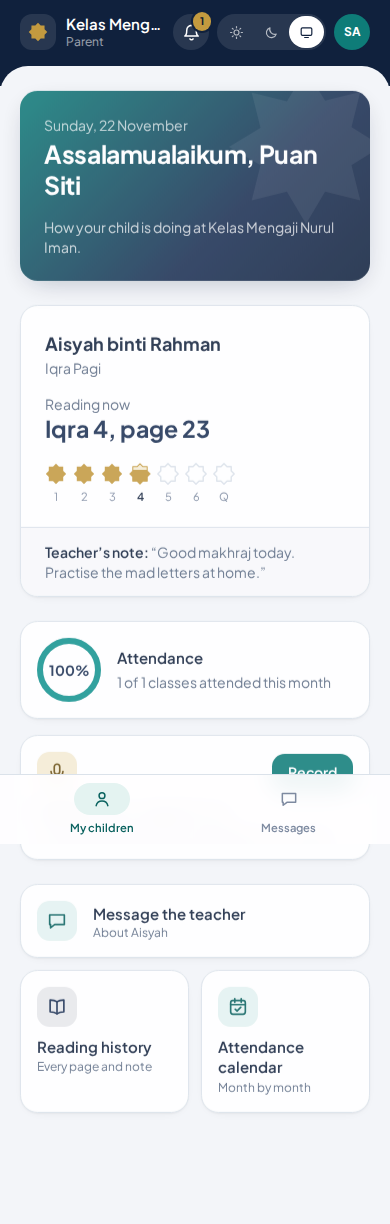 Kelas Meng...
Parent
1
SA
Sunday, 22 November
Assalamualaikum, Puan
Siti
How your child is doing at Kelas Mengaji Nurul
Iman.
Aisyah binti Rahman
Iqra Pagi
Reading now
Iqra 4, page 23
1 2 3 4 5 6 Q
Teacher’s note: “Good makhraj today.
Practise the mad letters at home.”
100%
Attendance
1 of 1 classes attended this month
Record
My children
Messages
Message the teacher
About Aisyah
Reading history
Every page and note
Attendance
calendar
Month by month